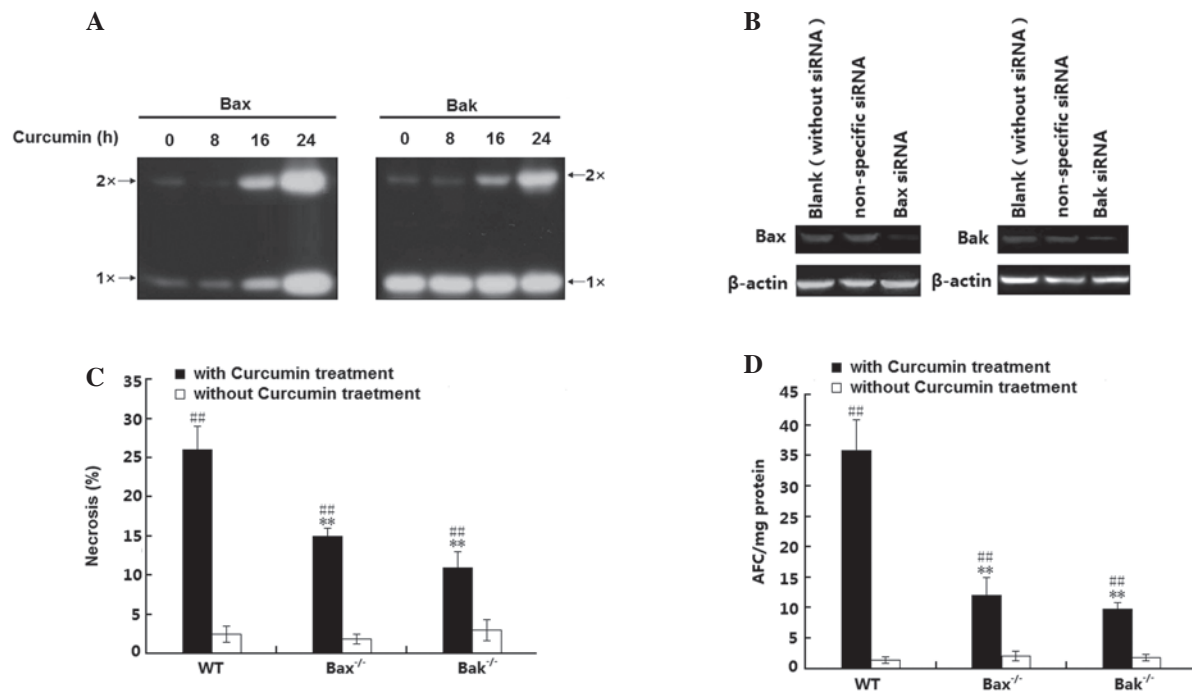 A
Bax Bak
Curcumin (h) 0 8 16 24 0 8 16 24
2× 2×
1× 1×
B
Blank ( without siRNA )
non-specific siRNA
Bax siRNA
Blank ( without siRNA )
non-specific siRNA
Bak siRNA
Bax Bak
β-actin β-actin
C
with Curcumin treatment
without Curcumin traetment
Necrosis (%)
35
30
25
20
15
10
5
0
##
##
**
##
**
WT Bax-/- Bak-/-
D
with Curcumin treatment
without Curcumin traetment
AFC/mg protein
45
40
35
30
25
20
15
10
5
0
##
##
**
##
**
WT Bax-/- Bak-/-